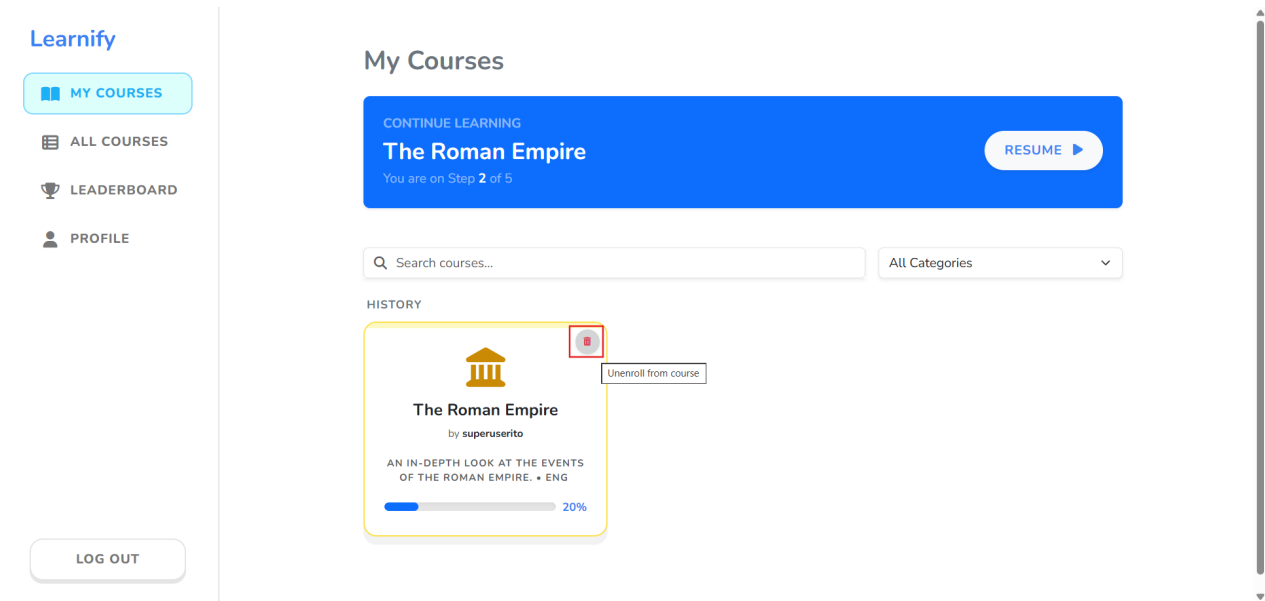 Learnify
MY COURSES
ALL COURSES
LEADERBOARD
PROFILE
LOG OUT
My Courses
CONTINUE LEARNING
The Roman Empire
You are on Step 2 of 5
RESUME
Search courses...
All Categories
HISTORY
Unenroll from course
The Roman Empire
by superuserito
AN IN-DEPTH LOOK AT THE EVENTS
OF THE ROMAN EMPIRE. • ENG
20%